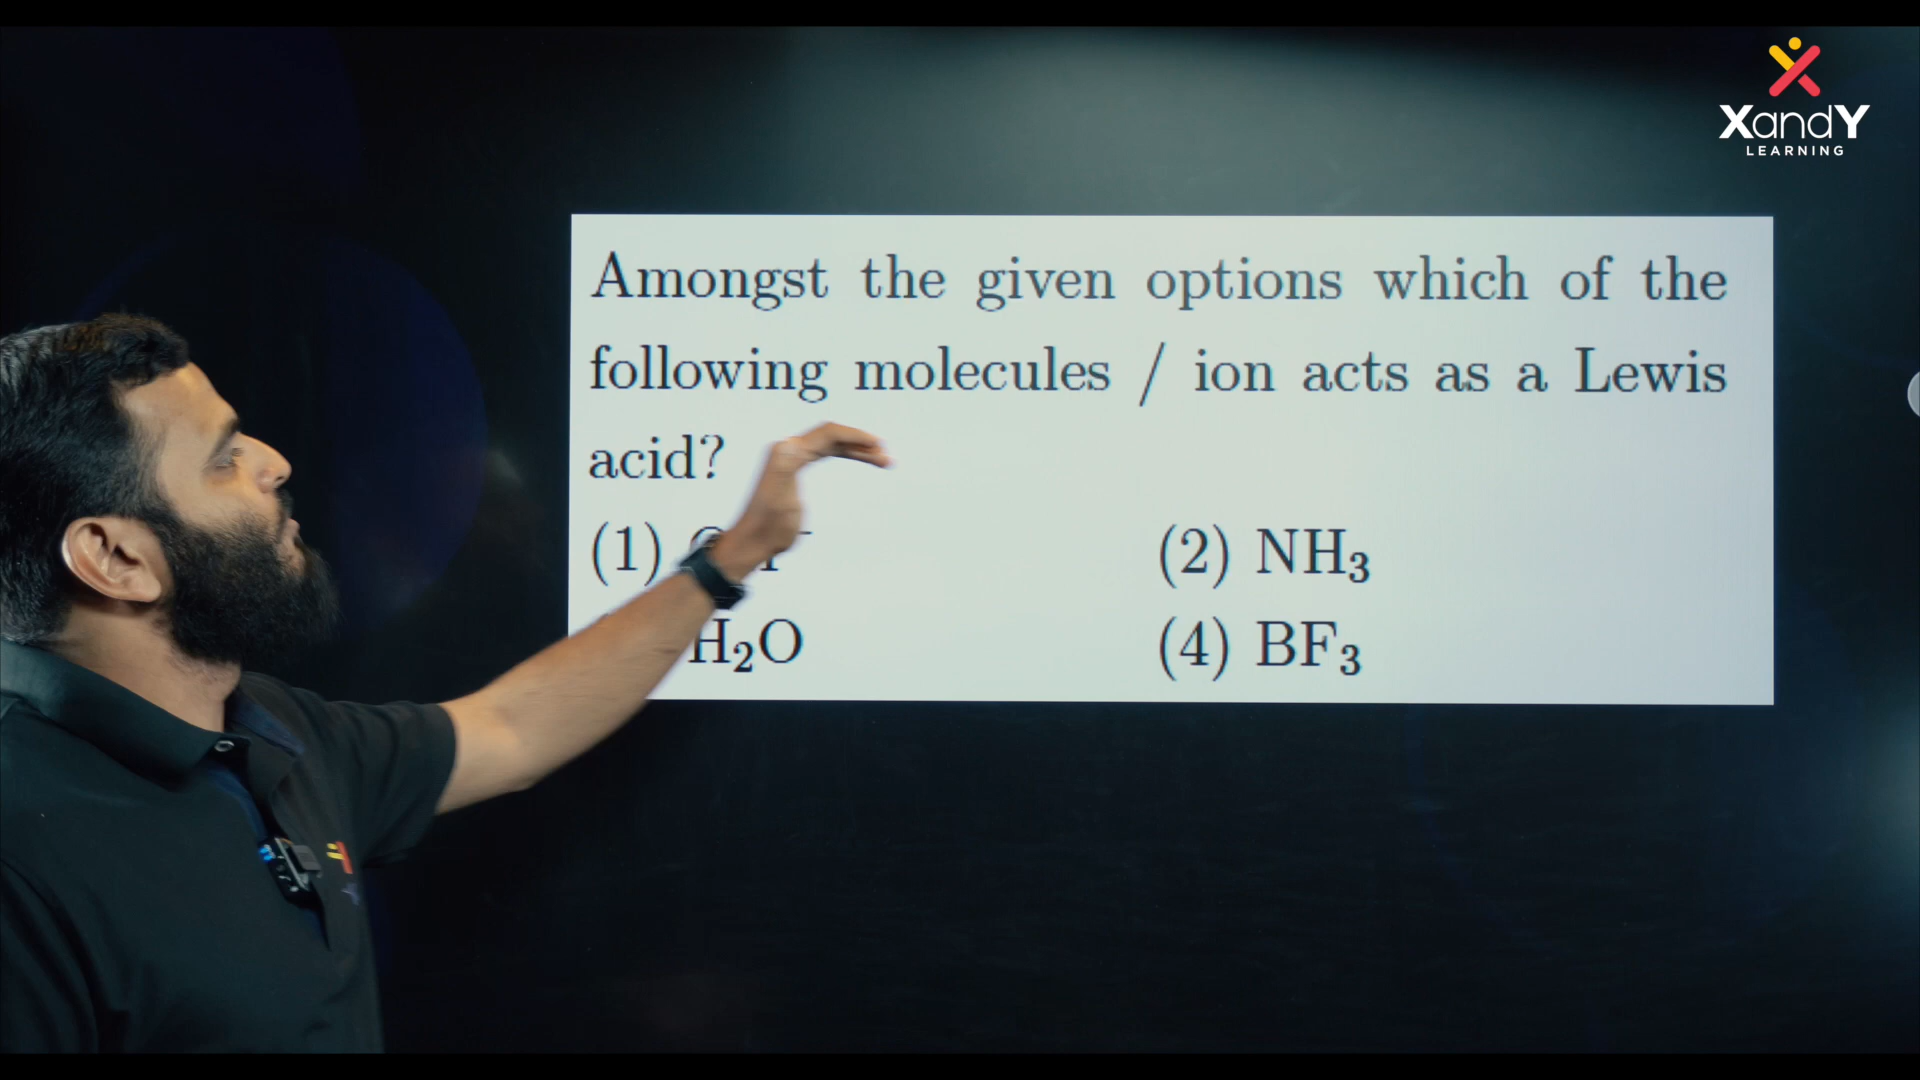 XandY
LEARNING
Amongst the given options which of the
following molecules / ion acts as a Lewis
acid?
(1)
(2) NH₃
H₂O
(4) BF₃